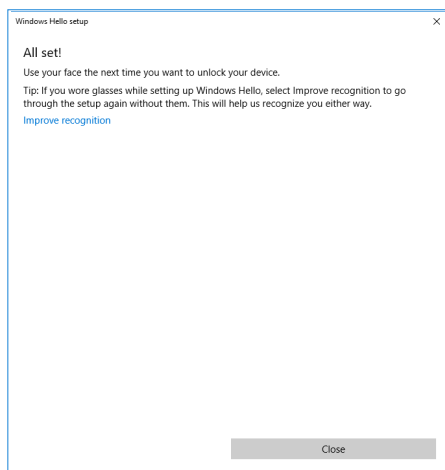 Windows Hello setup
All set!
Use your face the next time you want to unlock your device.
Tip: If you wore glasses while setting up Windows Hello, select Improve recognition to go
through the setup again without them. This will help us recognize you either way.
Improve recognition
Close